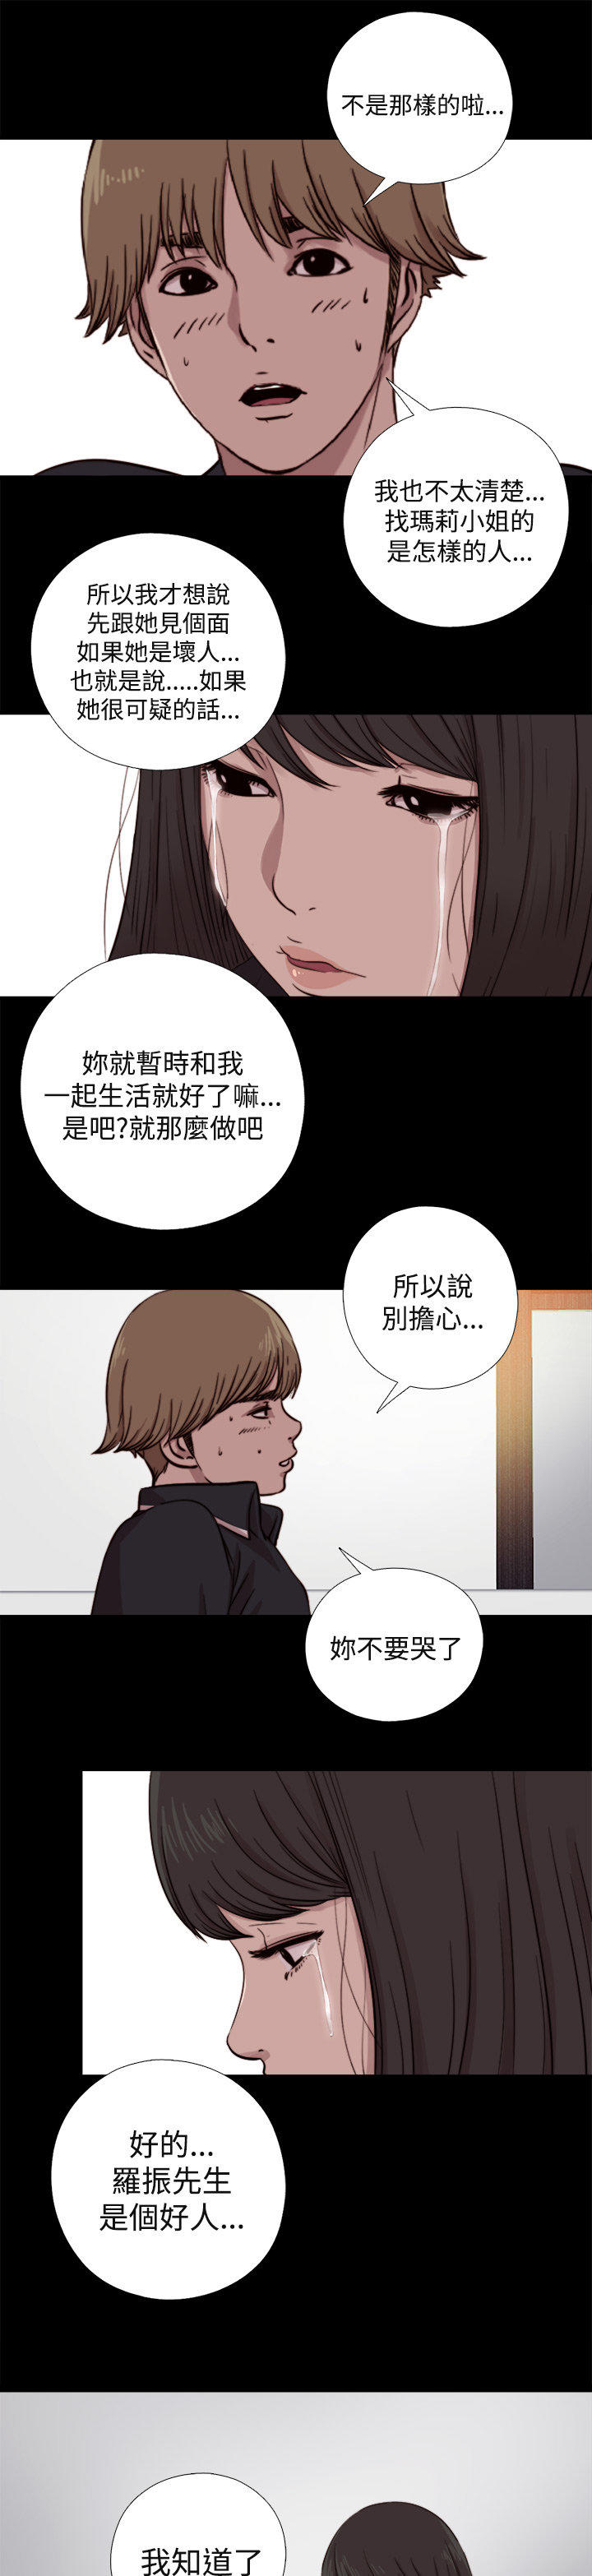 不是那樣的啦...
我也不太清楚...
找瑪莉小姐的
是怎樣的人...
所以我才想說
先跟她見個面
如果她是壞人...
也就是說.....如果
她很可疑的話...
妳就暫時和我
一起生活就好了嘛...
是吧?就那麼做吧
所以說
別擔心...
妳不要哭了
好的...
羅振先生
是個好人...
我知道了